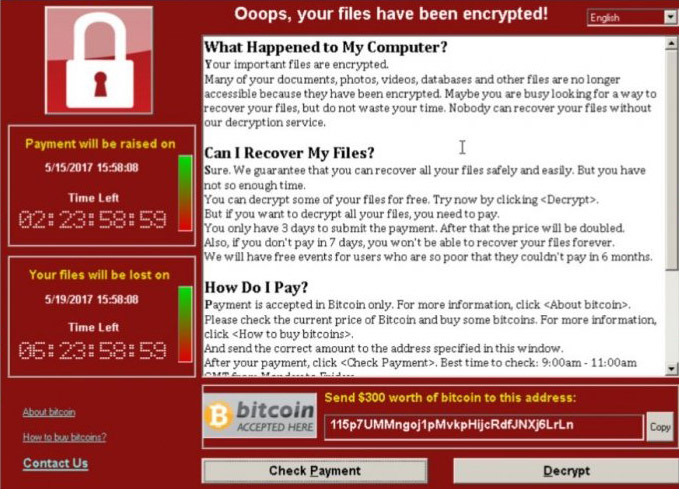 Ooops, your files have been encrypted!
English
Payment will be raised on
5/15/2017 15:58:08
Time Left
02:23:58:59
Your files will be lost on
5/19/2017 15:58:08
Time Left
06:23:58:59
About bitcoin
How to buy bitcoins?
Contact Us
What Happened to My Computer?
Your important files are encrypted.
Many of your documents, photos, videos, databases and other files are no longer
accessible because they have been encrypted. Maybe you are busy looking for a way to
recover your files, but do not waste your time. Nobody can recover your files without
our decryption service.
Can I Recover My Files?
Sure. We guarantee that you can recover all your files safely and easily. But you have
not so enough time.
You can decrypt some of your files for free. Try now by clicking <Decrypt>.
But if you want to decrypt all your files, you need to pay.
You only have 3 days to submit the payment. After that the price will be doubled.
Also, if you don't pay in 7 days, you won't be able to recover your files forever.
We will have free events for users who are so poor that they couldn't pay in 6 months.
How Do I Pay?
Payment is accepted in Bitcoin only. For more information, click <About bitcoin>.
Please check the current price of Bitcoin and buy some bitcoins. For more information,
click <How to buy bitcoins>.
And send the correct amount to the address specified in this window.
After your payment, click <Check Payment>. Best time to check: 9:00am - 11:00am
GMT from Monday to Friday.
bitcoin
ACCEPTED HERE
Send $300 worth of bitcoin to this address:
115p7UMMngoj1pMvkpHijcRdfJNXj6LrLn
Copy
Check Payment
Decrypt